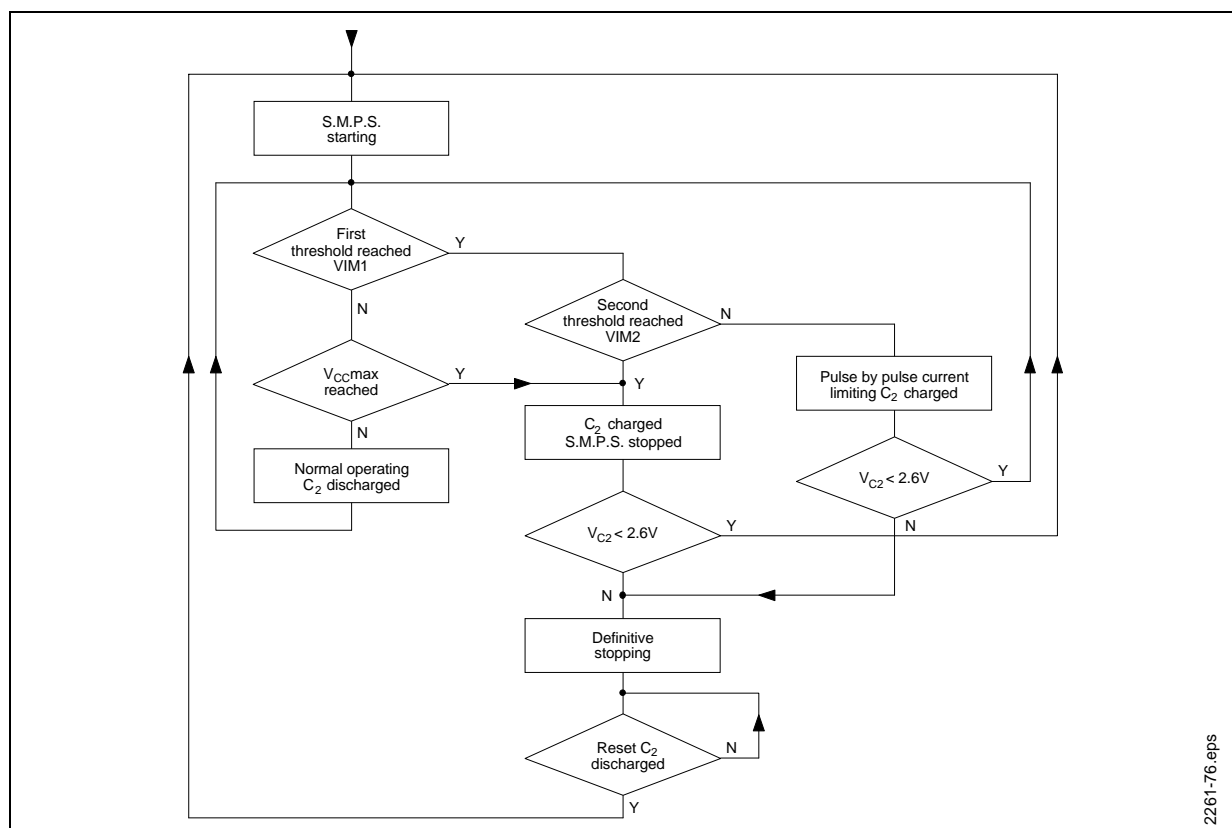 S.M.P.S.
starting
First
threshold reached
VIM1
Y
N
Second
threshold reached
VIM2
N
Y
VCCmax
reached
Y
N
Pulse by pulse current
limiting C2 charged
C2 charged
S.M.P.S. stopped
Normal operating
C2 discharged
VC2 < 2.6V
Y
N
VC2 < 2.6V
Y
N
Definitive
stopping
Reset C2
discharged
N
Y
2261-76.eps